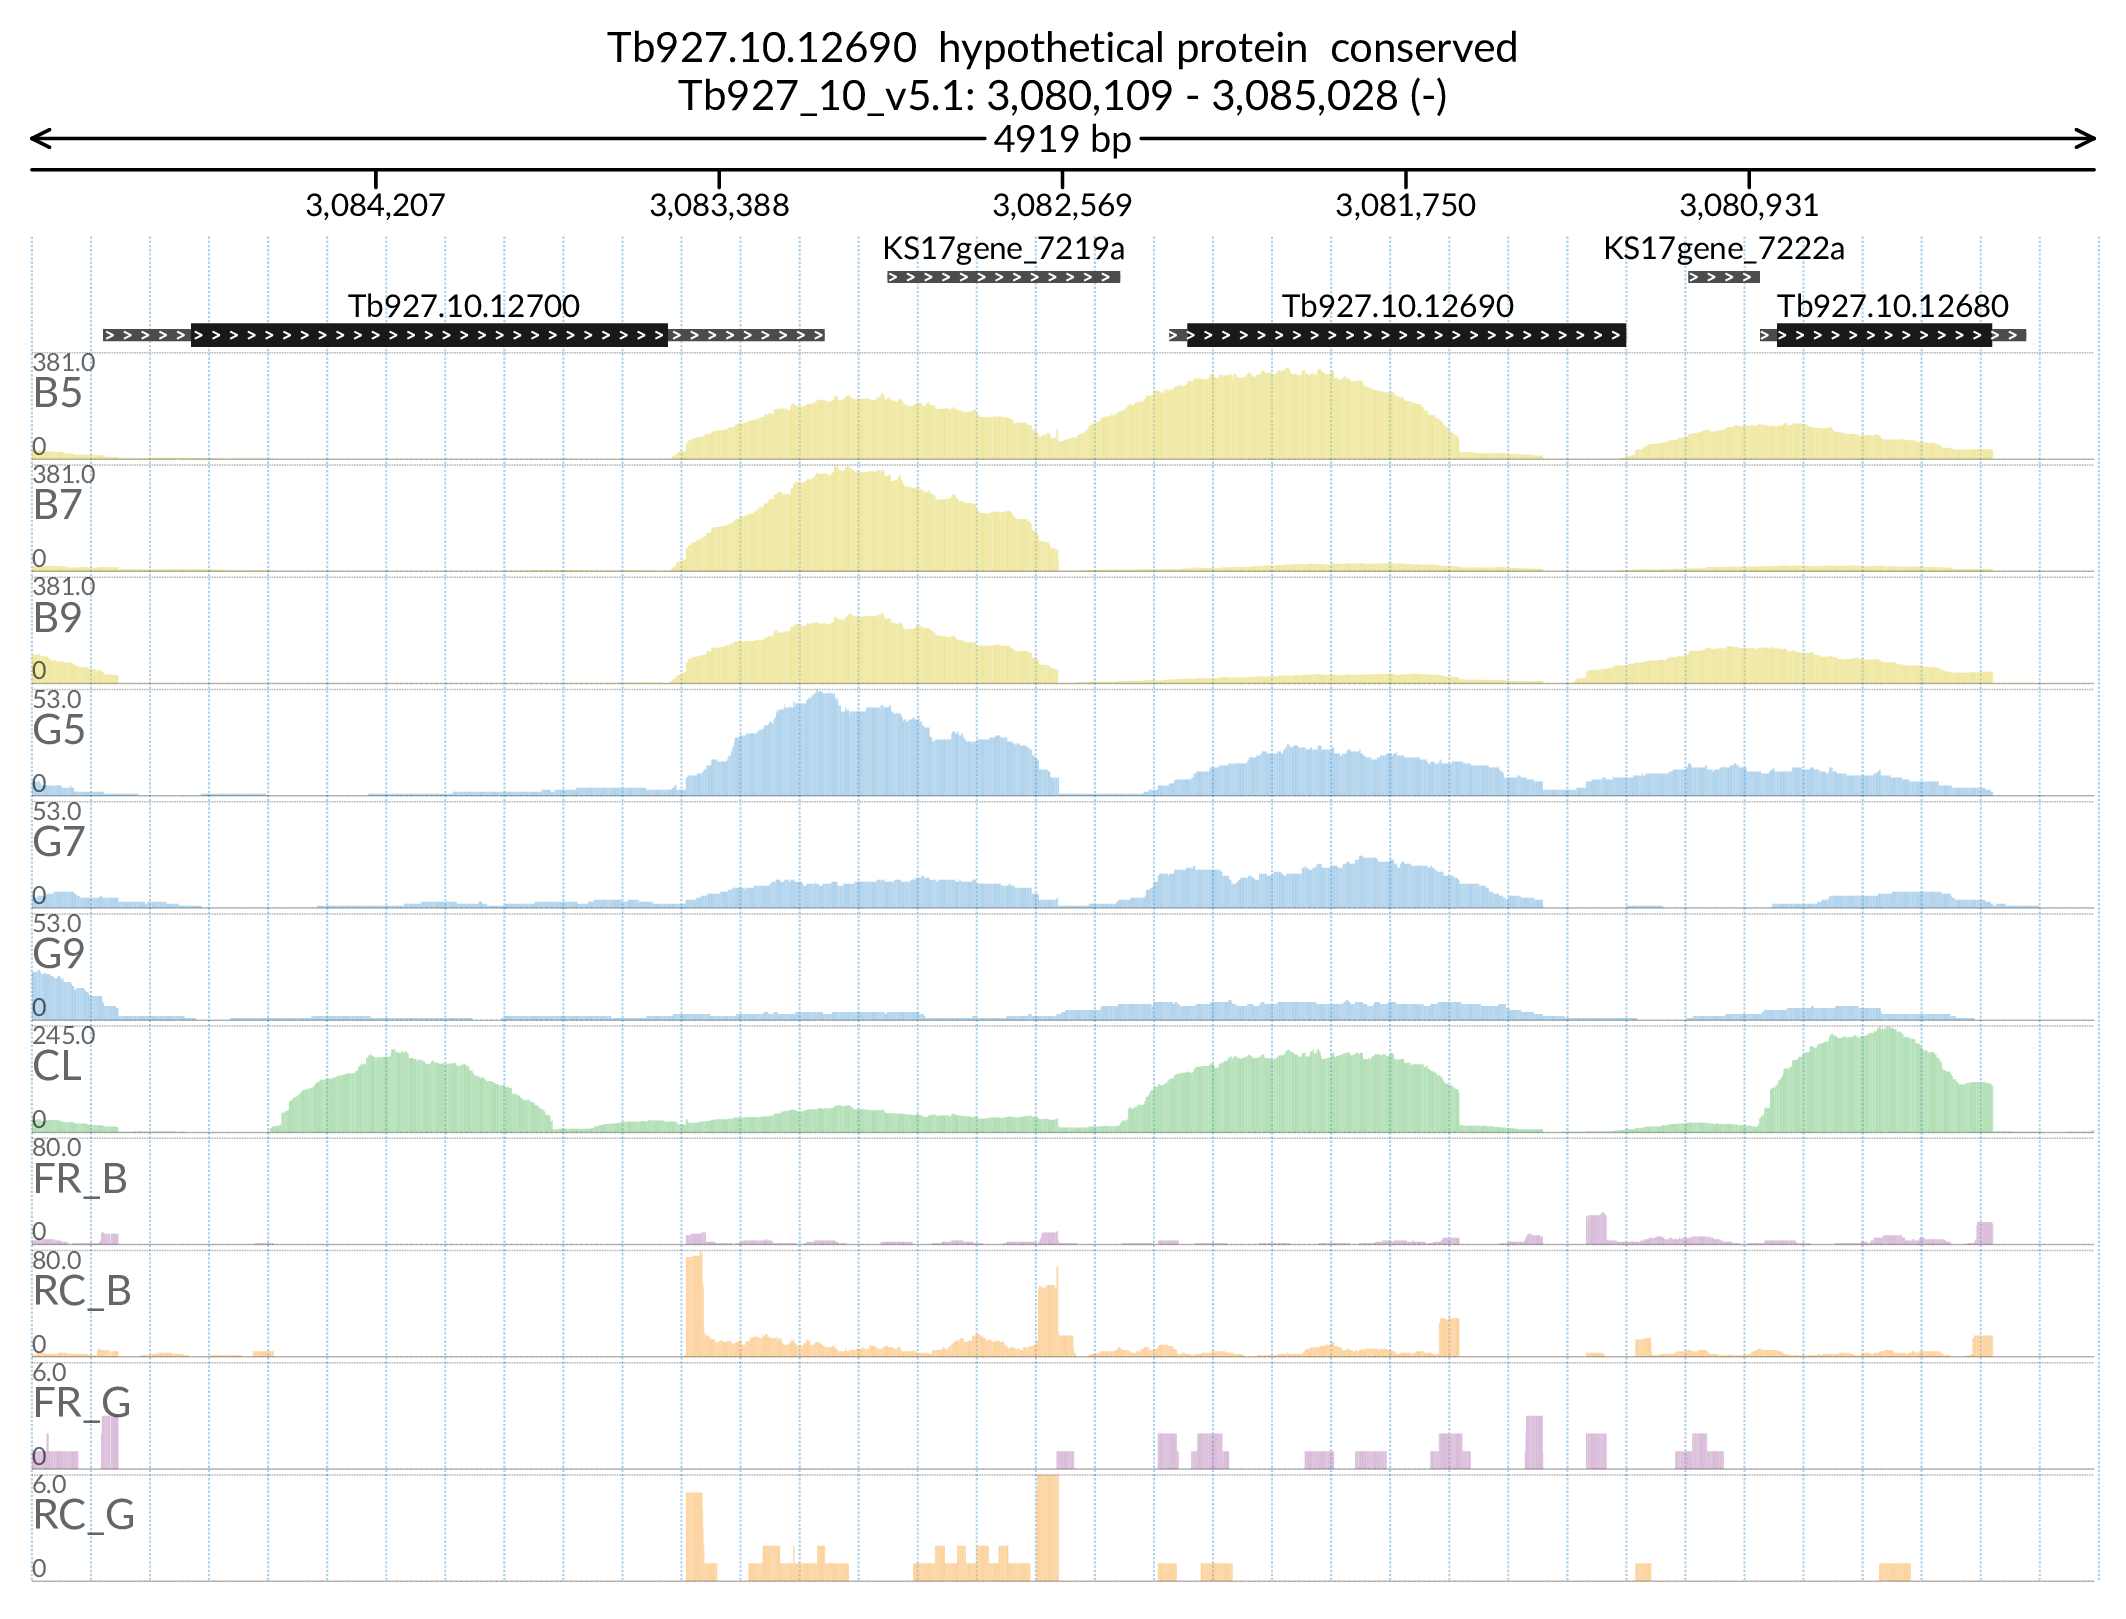 Tb927.10.12690  hypothetical protein  conserved
Tb927_10_v5.1: 3,080,109 - 3,085,028 (-)
4919 bp
3,084,207 3,083,388 3,082,569 3,081,750 3,080,931
KS17gene_7219a KS17gene_7222a
Tb927.10.12700 Tb927.10.12690 Tb927.10.12680
381.0
B5
0
381.0
B7
0
381.0
B9
0
53.0
G5
0
53.0
G7
0
53.0
G9
0
245.0
CL
0
80.0
FR_B
0
80.0
RC_B
0
6.0
FR_G
0
6.0
RC_G
0